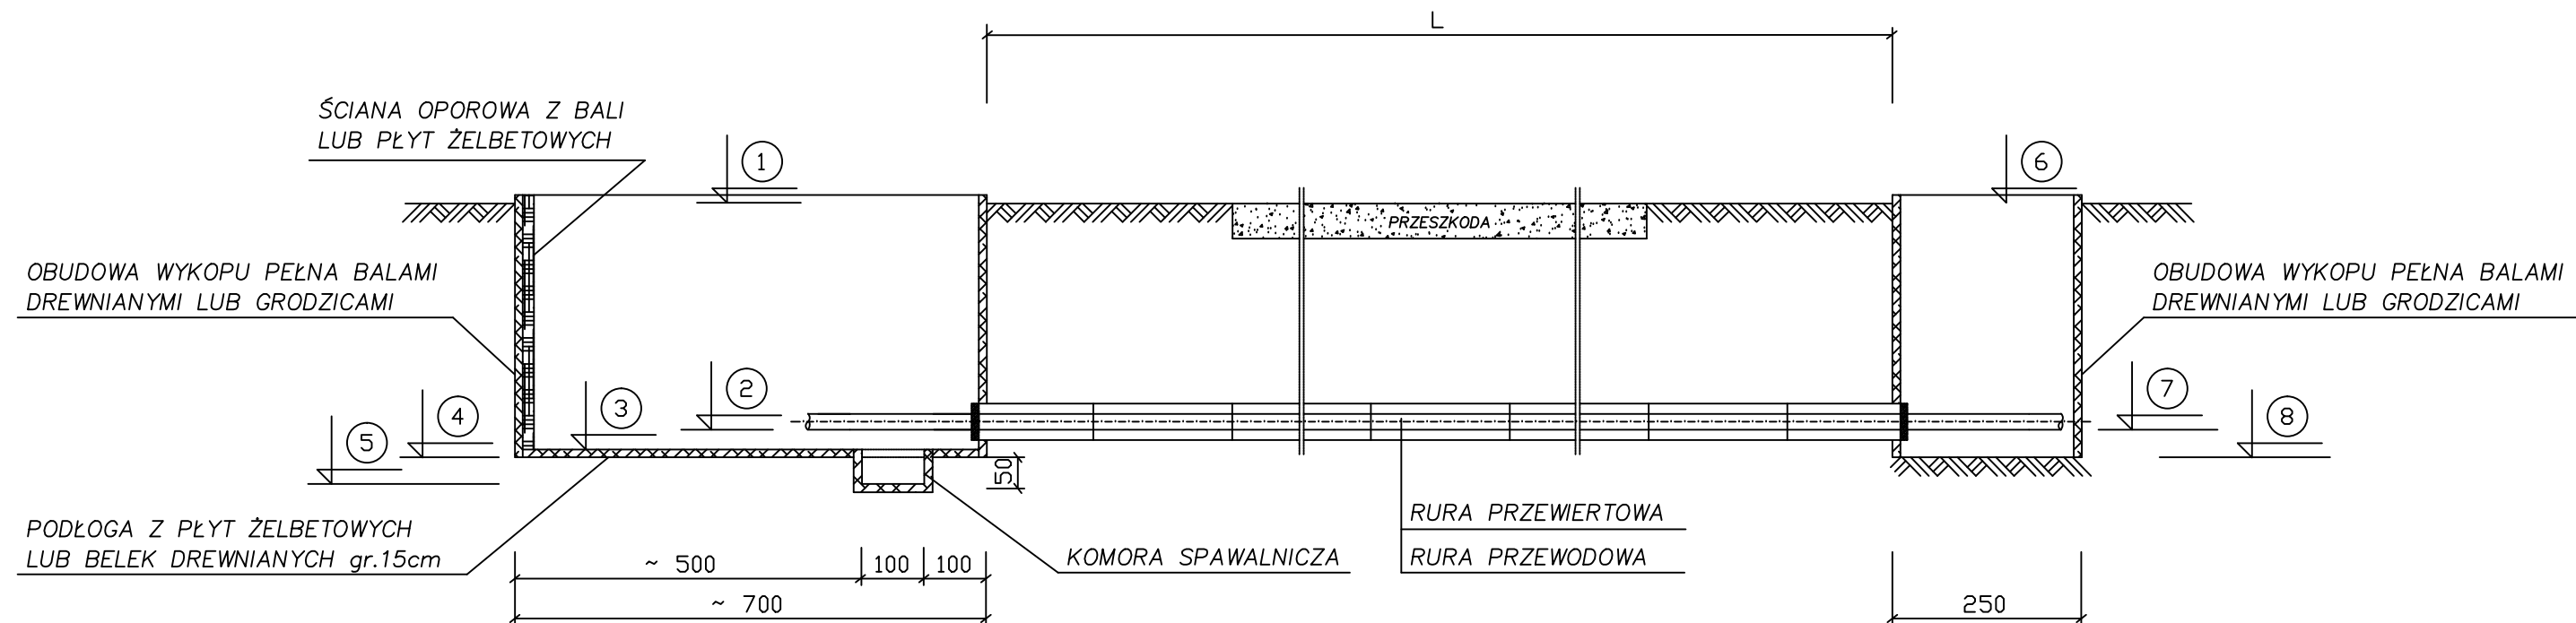 L
ŚCIANA OPOROWA Z BALI
LUB PŁYT ŻELBETOWYCH
1
6
PRZESZKODA
OBUDOWA WYKOPU PEŁNA BALAMI
DREWNIANYMI LUB GRODZICAMI
OBUDOWA WYKOPU PEŁNA BALAMI
DREWNIANYMI LUB GRODZICAMI
2
3
4
5
7
8
50
PODŁOGA Z PŁYT ŻELBETOWYCH
LUB BELEK DREWNIANYCH gr.15cm
RURA PRZEWIERTOWA
RURA PRZEWODOWA
KOMORA SPAWALNICZA
~ 500
100
100
~ 700
250